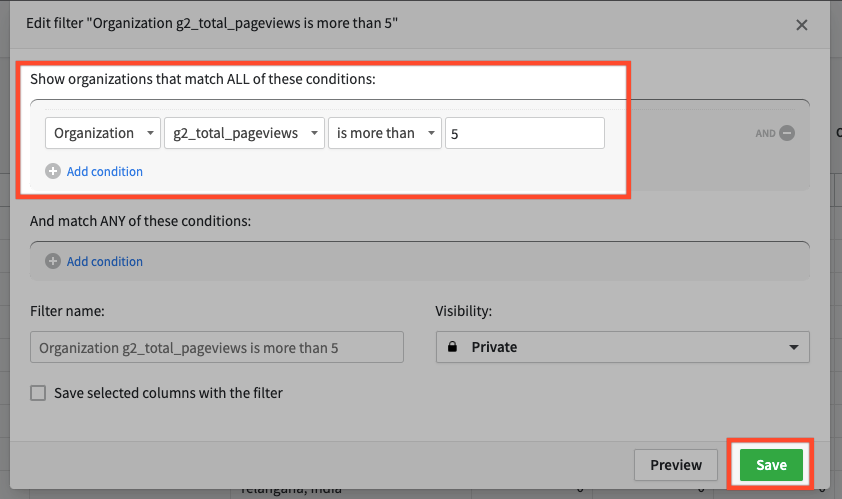 Edit filter "Organization g2_total_pageviews is more than 5"
Show organizations that match ALL of these conditions:
Organization g2_total_pageviews is more than 5 AND
Add condition
And match ANY of these conditions:
Add condition
Filter name: Visibility:
Organization g2_total_pageviews is more than 5 Private
Save selected columns with the filter
Preview Save
Telangana, India